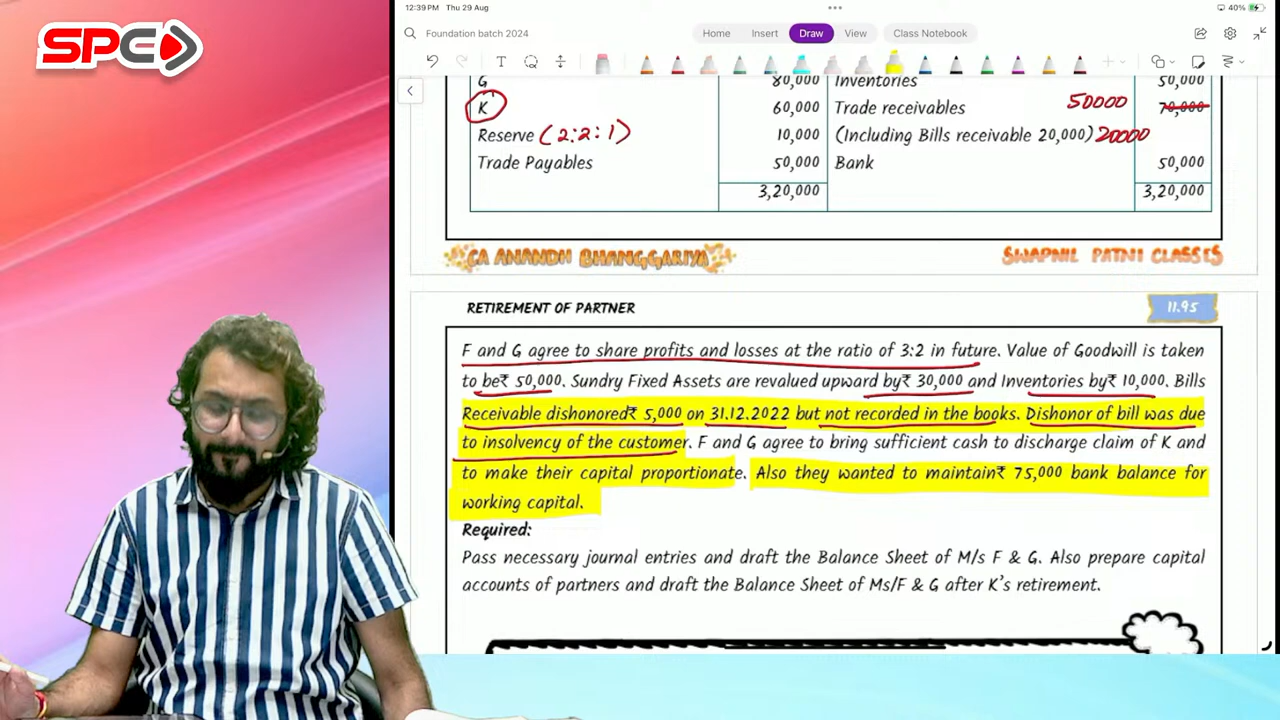 SPC
12:39 PM Thu 29 Aug
40%
Foundation batch 2024
Home Insert Draw View Class Notebook
G 80,000 Inventories 50,000
K 60,000 Trade receivables 50000 70,000
Reserve (2:2:1) 10,000 (Including Bills receivable 20,000) 20000
Trade Payables 50,000 Bank 50,000
3,20,000 3,20,000
CA ANANDH BHANGGARIYA SWAPNIL PATNI CLASSES
RETIREMENT OF PARTNER 11.95
F and G agree to share profits and losses at the ratio of 3:2 in future. Value of Goodwill is taken
to be₹ 50,000. Sundry Fixed Assets are revalued upward by₹ 30,000 and Inventories by₹ 10,000. Bills
Receivable dishonored₹ 5,000 on 31.12.2022 but not recorded in the books. Dishonor of bill was due
to insolvency of the customer. F and G agree to bring sufficient cash to discharge claim of K and
to make their capital proportionate. Also they wanted to maintain₹ 75,000 bank balance for
working capital.
Required:
Pass necessary journal entries and draft the Balance Sheet of M/s F & G. Also prepare capital
accounts of partners and draft the Balance Sheet of Ms/F & G after K's retirement.